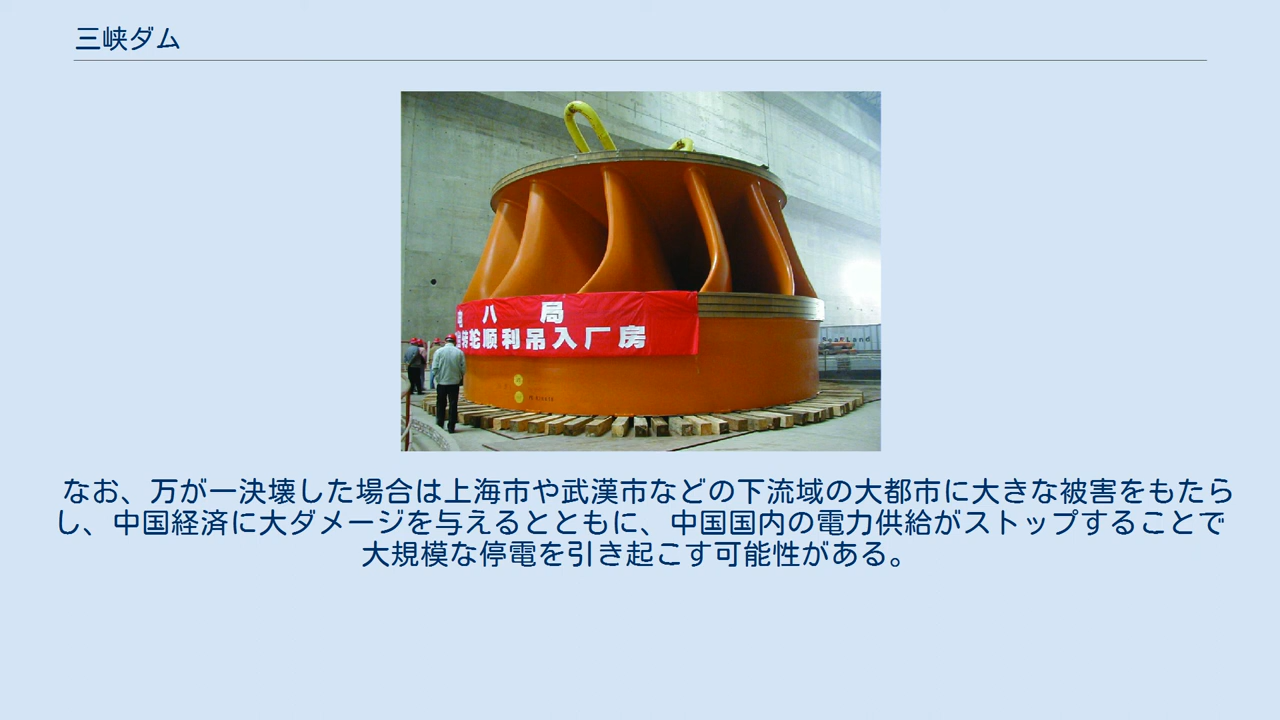 三峡ダム
八局
转轮顺利吊入厂房
SeaLand
なお、万が一決壊した場合は上海市や武漢市などの下流域の大都市に大きな被害をもたら
し、中国経済に大ダメージを与えるとともに、中国国内の電力供給がストップすることで
大規模な停電を引き起こす可能性がある。